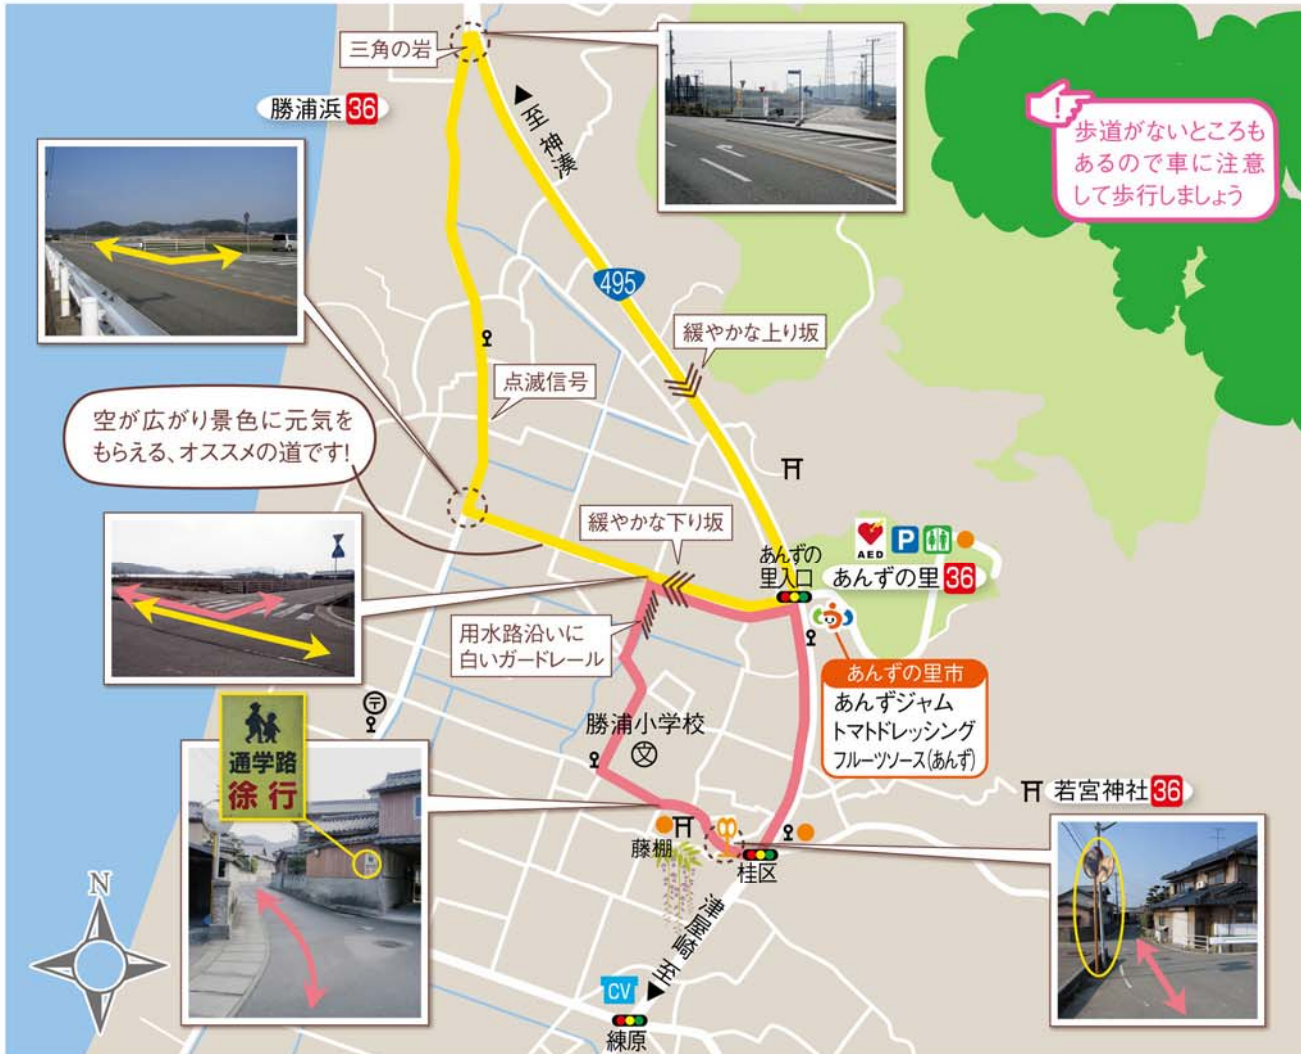 三角の岩
勝浦浜 36
▲至 神湊
!
歩道がないところも
あるので車に注意
して歩行しましょう
495
緩やかな上り坂
点滅信号
空が広がり景色に元気を
もらえる、オススメの道です!
緩やかな下り坂
あんずの
里入口
AED
P
あんずの里 36
用水路沿いに
白いガードレール
あんずの里市
あんずジャム
トマトドレッシング
フルーツソース(あんず)
〒
勝浦小学校
文
通学路
徐行
若宮神社 36
藤棚
桂区
津屋崎 至▼
N
CV
練原